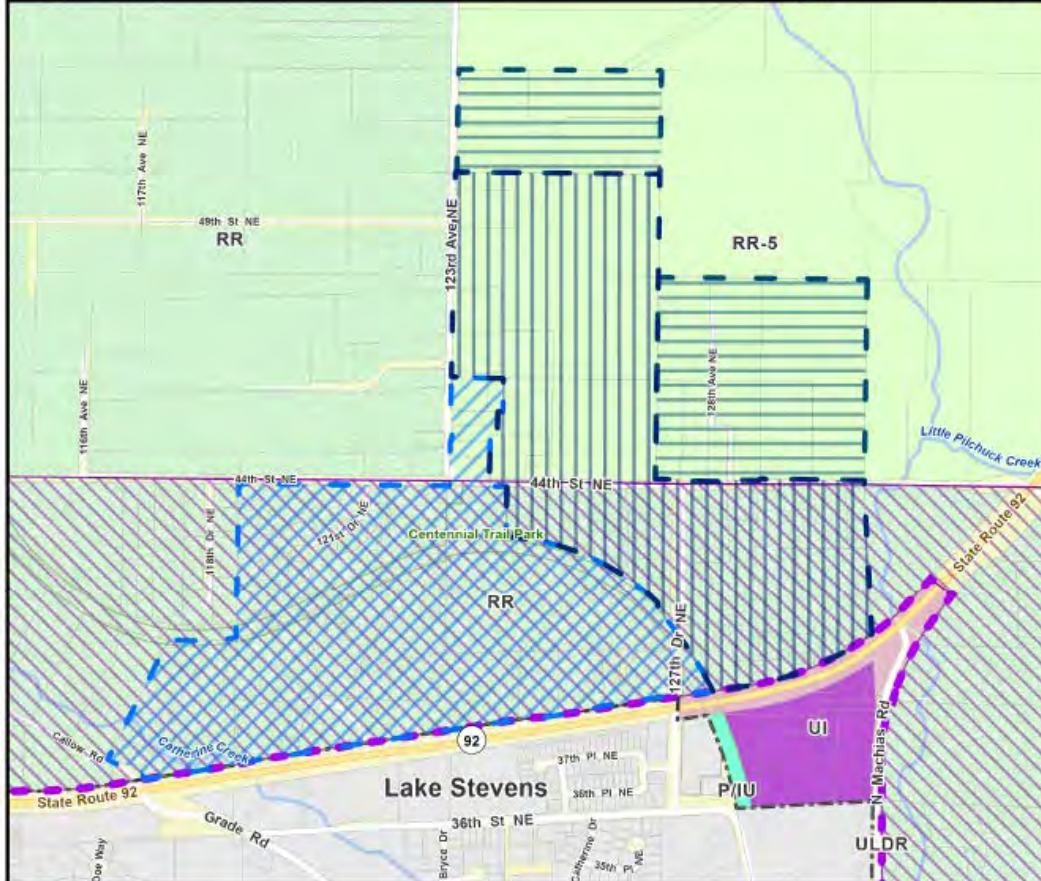 117th Ave NE
49th St NE
RR
123rd Ave NE
RR-5
116th Ave NE
128th Ave NE
Little Pilchuck Creek
44th St NE
44th St NE
118th Dr NE
121st Dr NE
Centennial Trail Park
State Route 92
RR
127th Dr NE
Callow Rd
Catherine Creek
92
UI
N Machias Rd
State Route 92
Lake Stevens
37th Pl NE
36th Pl NE
P/IU
Grade Rd
36th St NE
ULDR
Doe Way
Bryce Dr
Catherine Dr
35th Pl NE